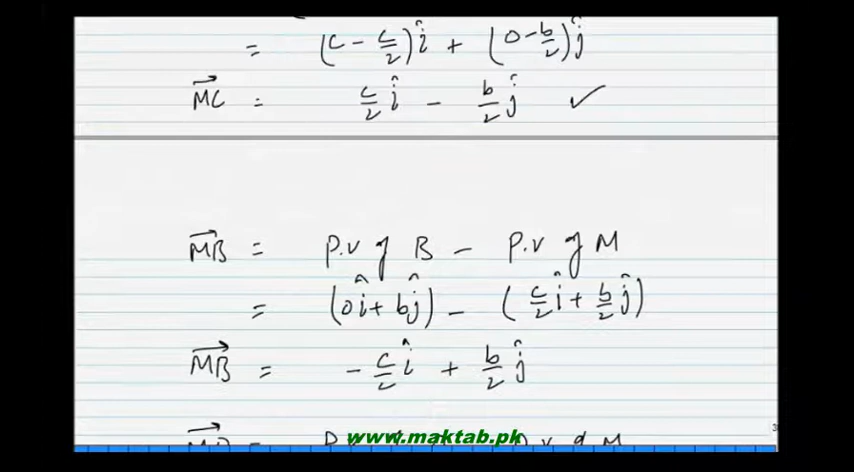 = (c - c/2) î + (0 - b/2) ĵ
MC⃗ = c/2 î - b/2 ĵ ✓
MB⃗ = P.V of B - P.V of M
= (0î + bĵ) - (c/2 î + b/2 ĵ)
MB⃗ = - c/2 î + b/2 ĵ
www.maktab.pk